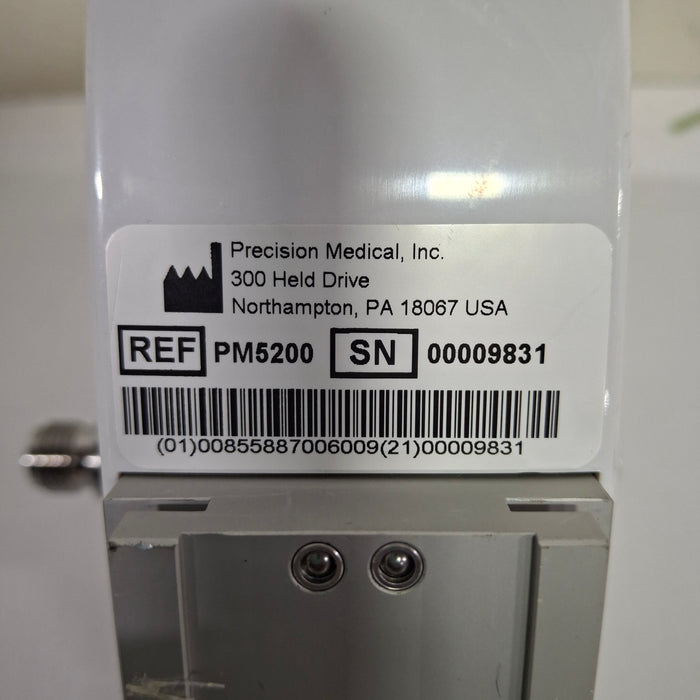 Precision Medical, Inc.
300 Held Drive
Northampton, PA 18067 USA
REF PM5200 SN 00009831
(01)00855887006009(21)00009831